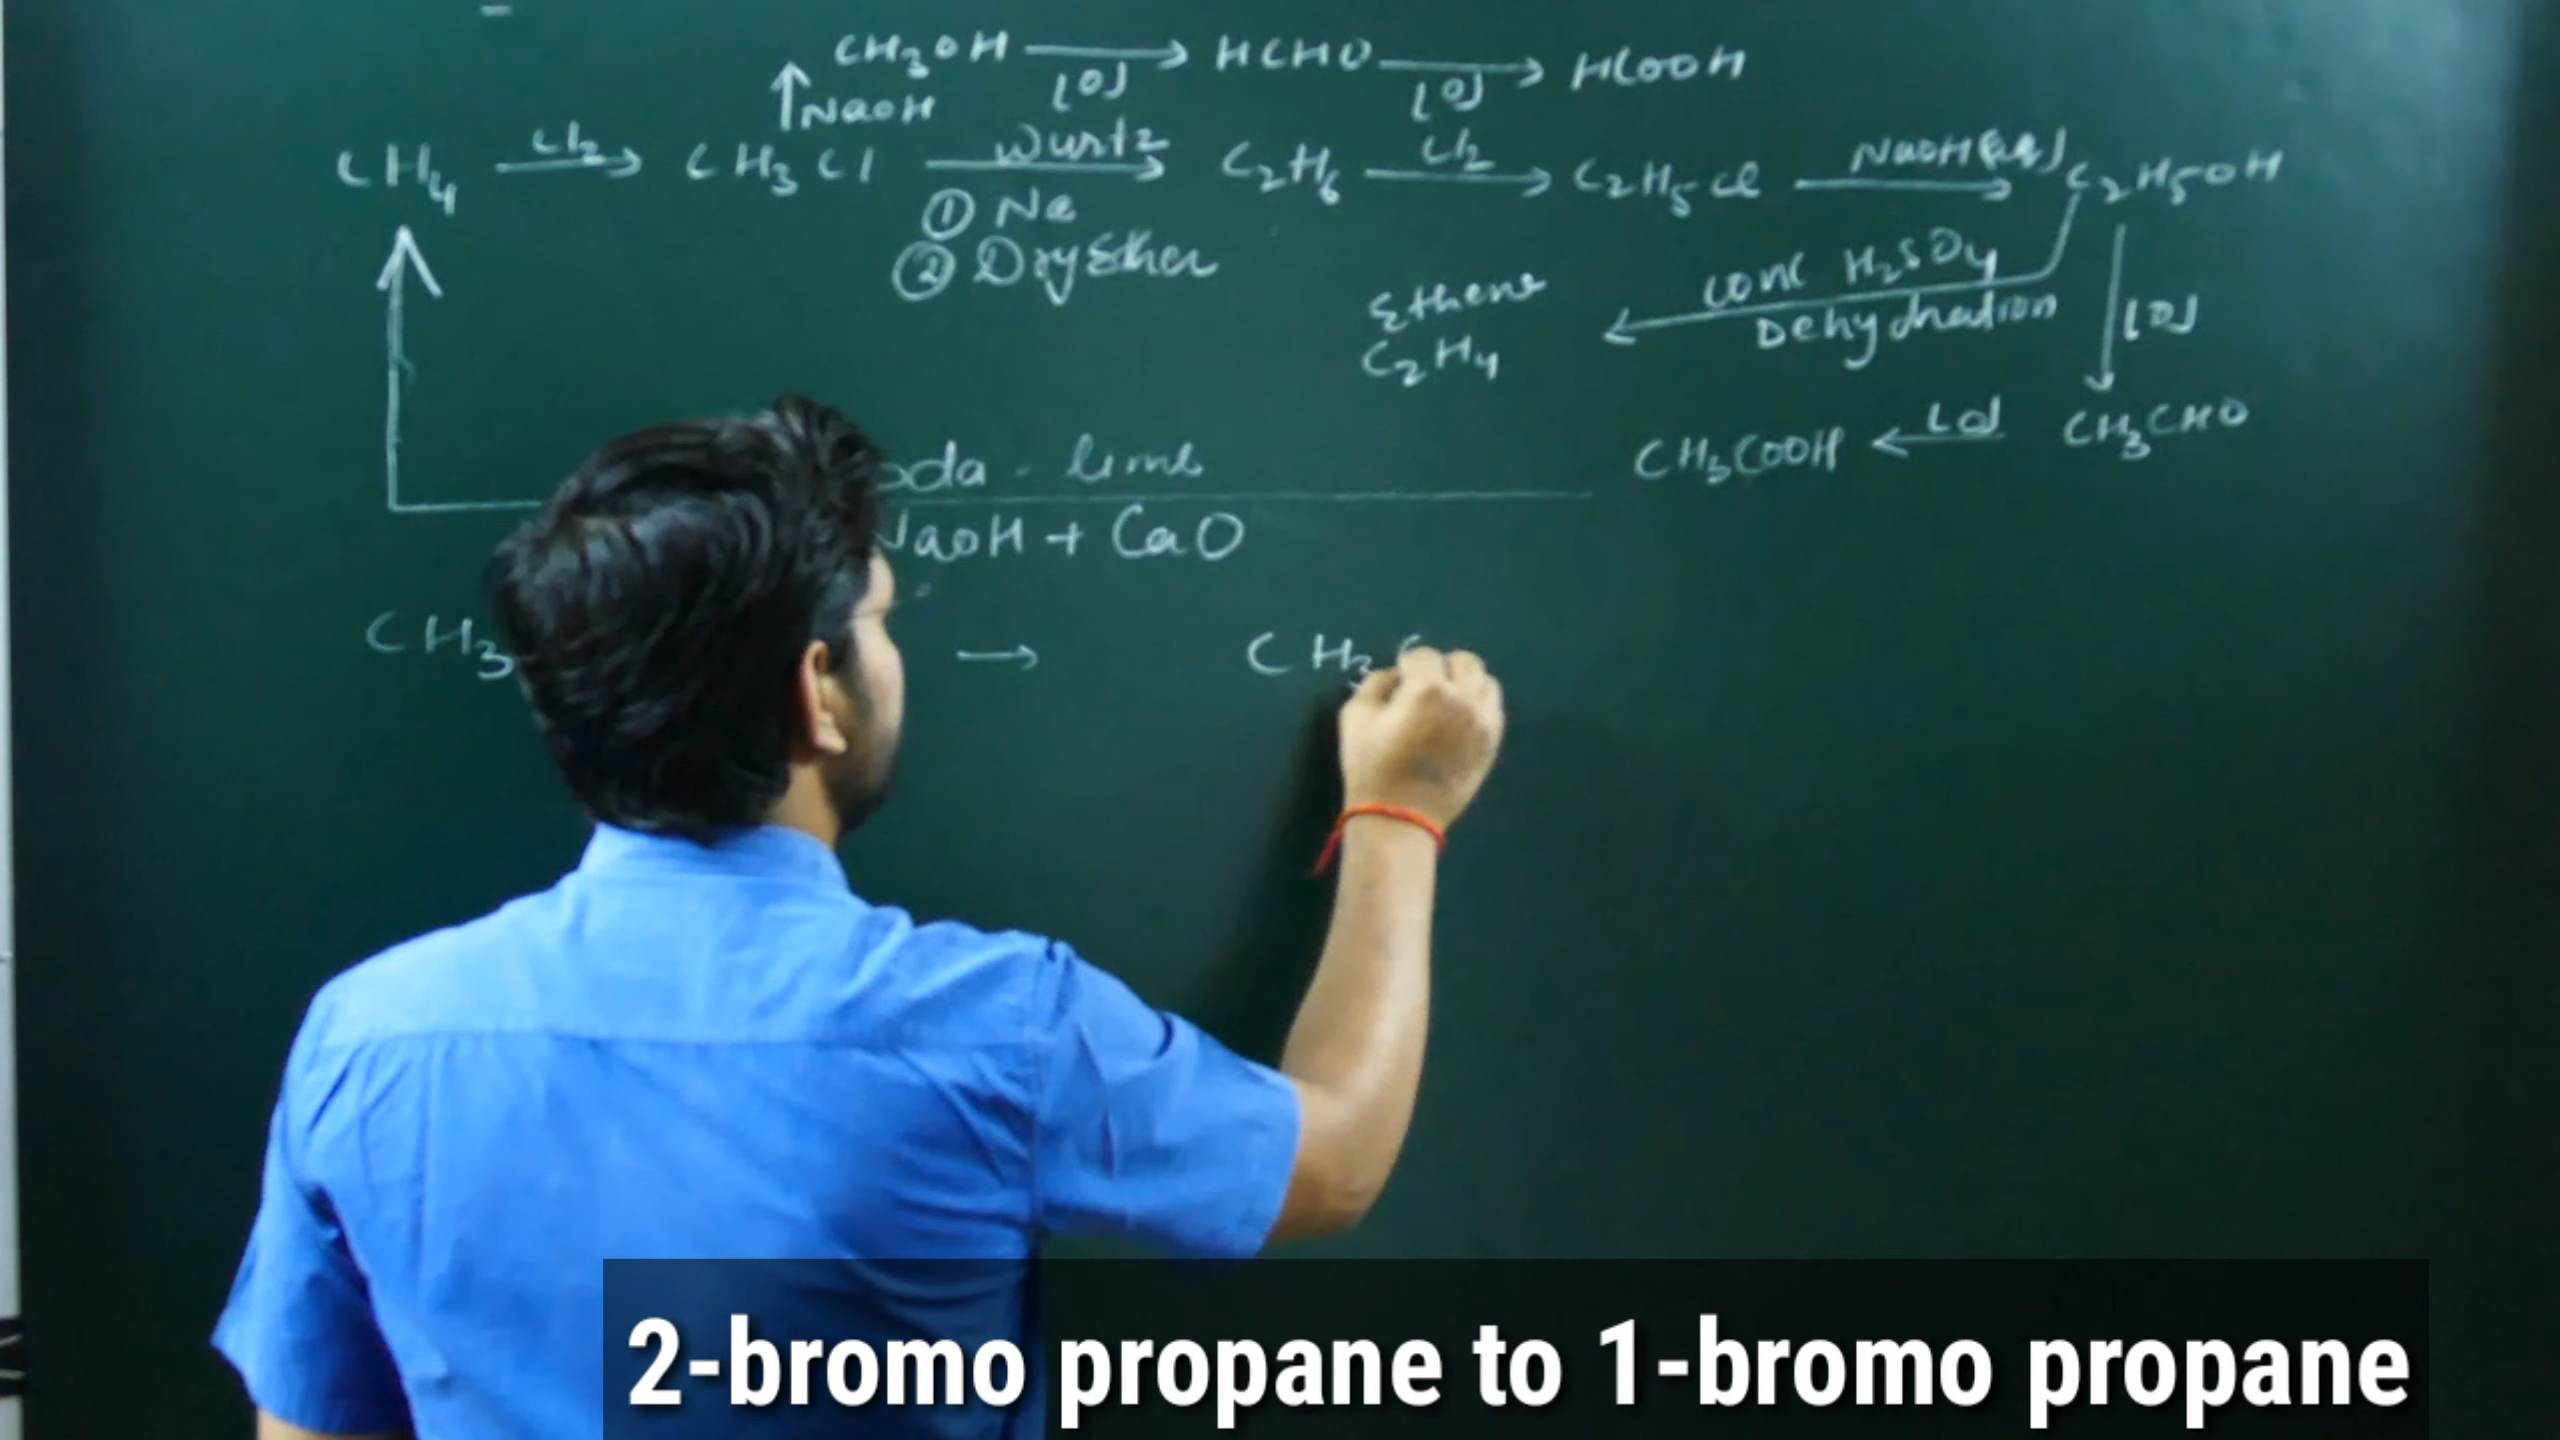 CH3OH → [O] HCHO → [O] HCOOH
↑ NaOH
CH4 → Cl2 CH3Cl → Wurtz C2H6 → Cl2 C2H5Cl → NaOH(aq) C2H5OH
① Na
② Dry Ether
Conc H2SO4
Dehydration
Ethene
C2H4
[O]
CH3COOH ← [O] CH3CHO
lime
NaOH + CaO
CH3 → CH3
2-bromo propane to 1-bromo propane